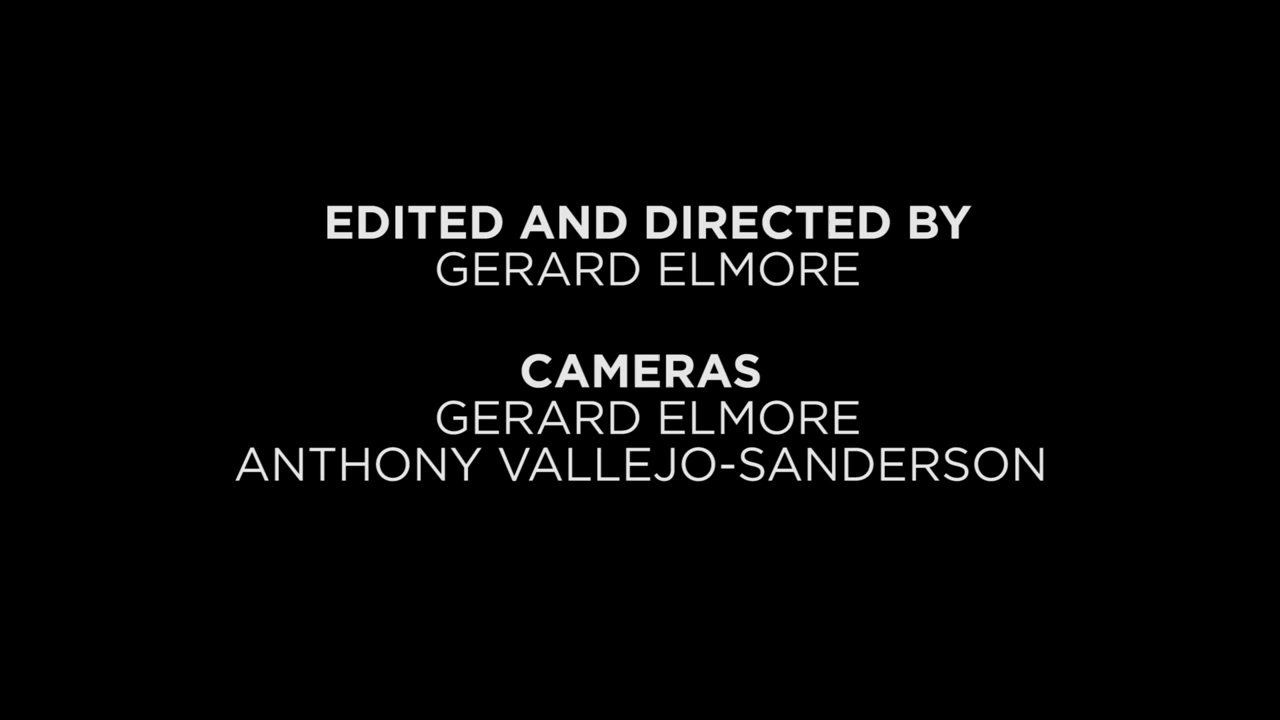 EDITED AND DIRECTED BY
GERARD ELMORE
CAMERAS
GERARD ELMORE
ANTHONY VALLEJO-SANDERSON